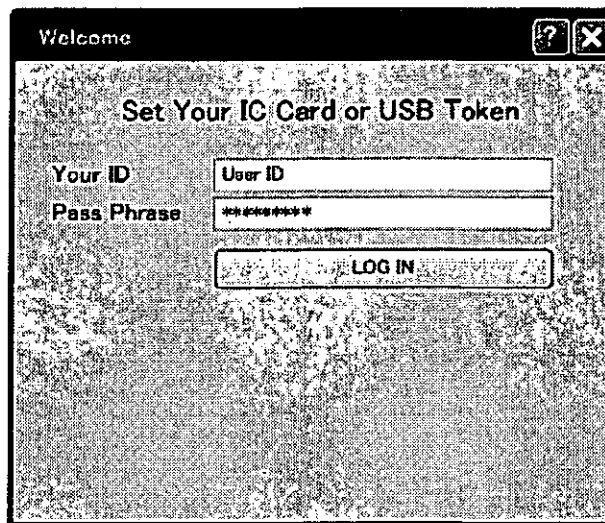 Welcome ? X
Set Your IC Card or USB Token
Your ID User ID
Pass Phrase *********
LOG IN